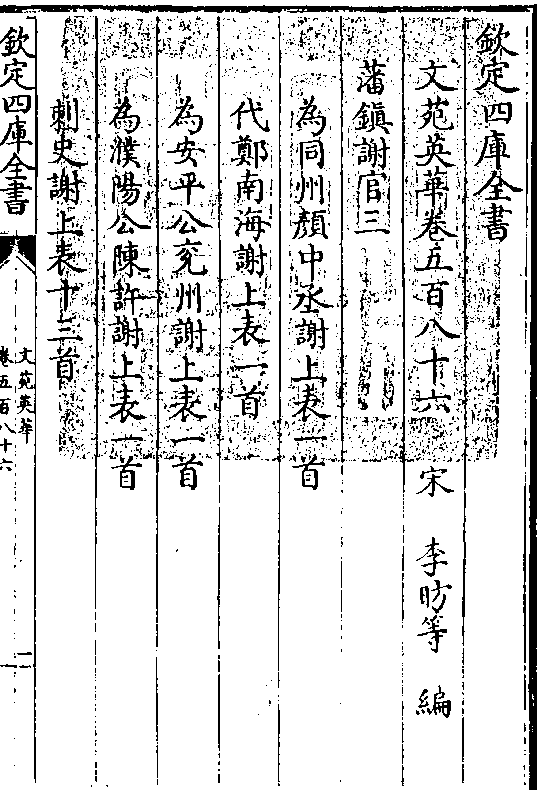 欽定四庫全書
文苑英華卷五百八十六 宋 李昉等 編
藩鎮謝官三
為同州顔中丞謝上表一首
代鄭南海謝上表一首
為安平公兖州謝上表一首
為濮陽公陳許謝上表一首
刺史謝上表十三首
欽定四庫全書
文苑英華
卷五百八十六
二